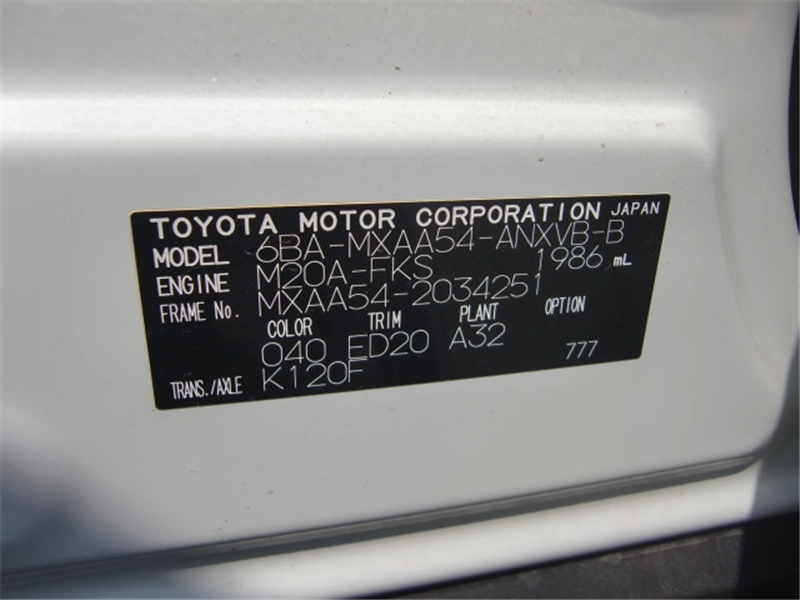 TOYOTA MOTOR CORPORATION JAPAN
MODEL 6BA-MXAA54-ANXVB-B
ENGINE M20A-FKS 1986 mL
FRAME No. MXAA54-2034251
COLOR TRIM PLANT OPTION
040 ED20 A32
TRANS./AXLE K120F 777